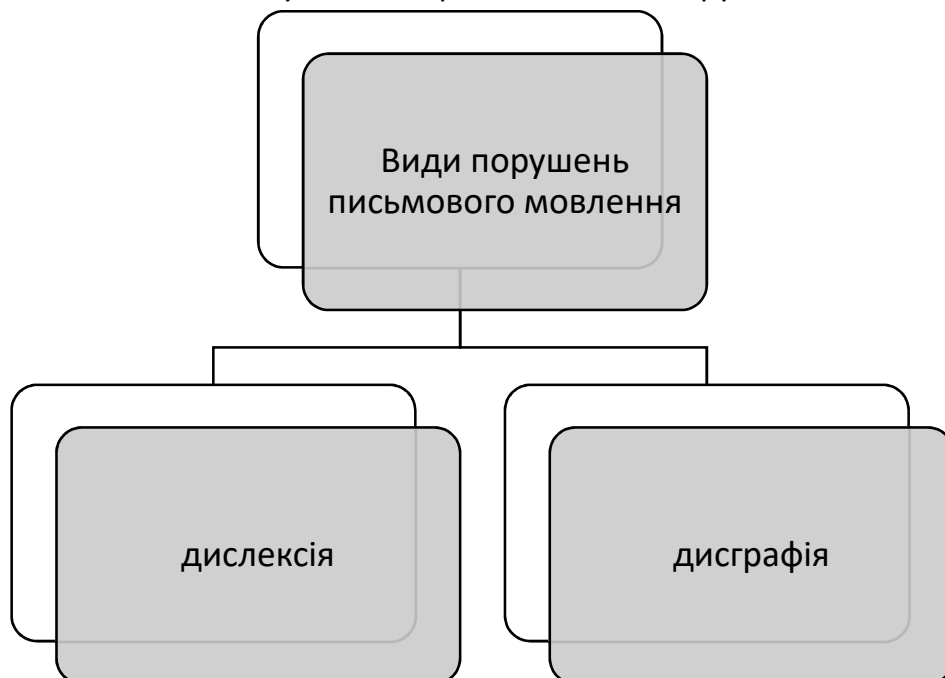 Види порушень
письмового мовлення
дислексія
дисграфія